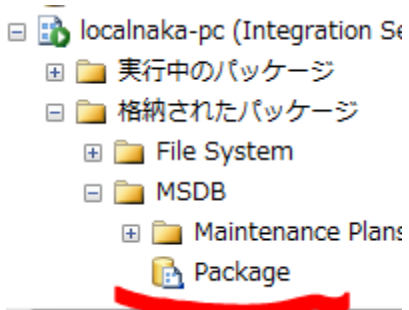 localnaka-pc (Integration Se
実行中のパッケージ
格納されたパッケージ
File System
MSDB
Maintenance Plans
Package